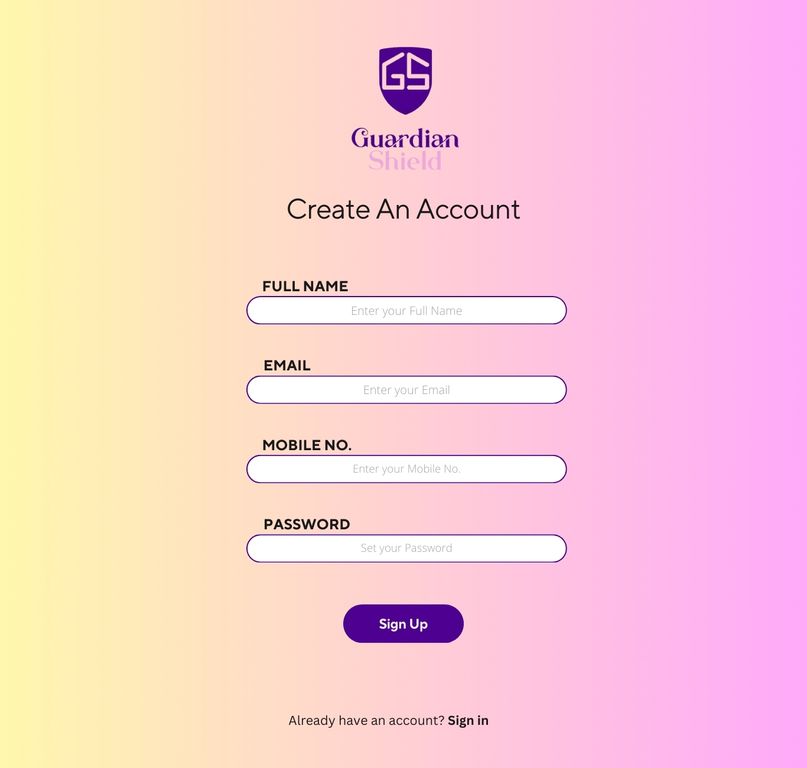 GS
Guardian
Shield
Create An Account
FULL NAME
Enter your Full Name
EMAIL
Enter your Email
MOBILE NO.
Enter your Mobile No.
PASSWORD
Set your Password
Sign Up
Already have an account? Sign in